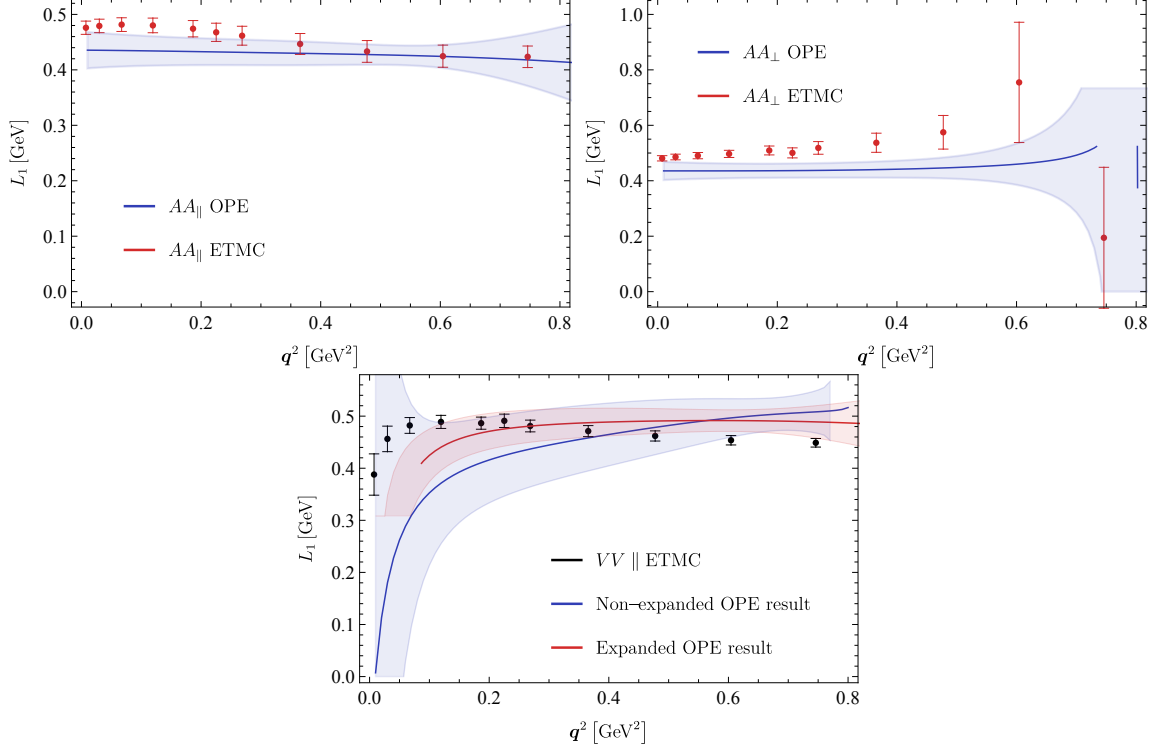 0.5
0.4
0.3
0.2
0.1
0.0
L₁ [GeV]
AA∥ OPE
AA∥ ETMC
0.0 0.2 0.4 0.6 0.8
q² [GeV²]
1.0
0.8
0.6
0.4
0.2
0.0
L₁ [GeV]
AA⊥ OPE
AA⊥ ETMC
0.0 0.2 0.4 0.6 0.8
q² [GeV²]
0.5
0.4
0.3
0.2
0.1
0.0
L₁ [GeV]
VV ∥ ETMC
Non–expanded OPE result
Expanded OPE result
0.0 0.2 0.4 0.6 0.8
q² [GeV²]